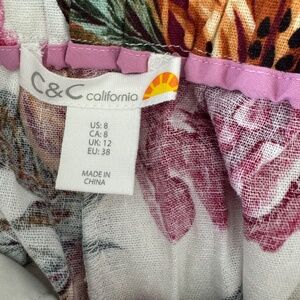 C&C california
US: 8
CA: 8
UK: 12
EU: 38
MADE IN
CHINA